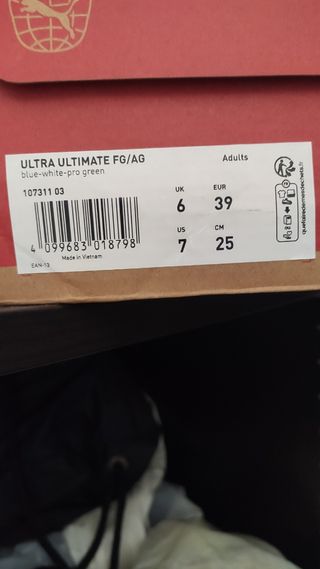 PUMA
ULTRA ULTIMATE FG/AG
Adults
blue-white-pro green
107311 03
UK
EUR
6
39
US
CM
7
25
4 099683 018798
Made in Vietnam
EAN-13
quefairedemesdechets.fr